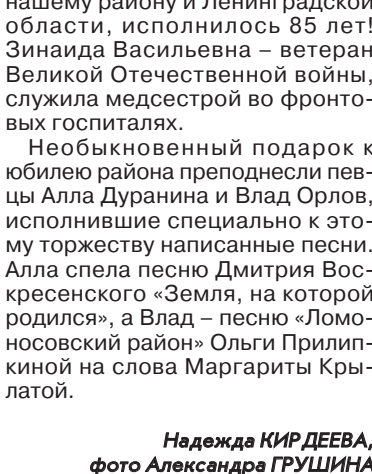 нашему району и Ленинградской
области, исполнилось 85 лет!
Зинаида Васильевна – ветеран
Великой Отечественной войны,
служила медсестрой во фронто-
вых госпиталях.
Необыкновенный подарок к
юбилею района преподнесли пев-
цы Алла Дуранина и Влад Орлов,
исполнившие специально к это-
му торжеству написанные песни.
Алла спела песню Дмитрия Вос-
кресенского «Земля, на которой
родился», а Влад – песню «Ломо-
носовский район» Ольги Прилип-
киной на слова Маргариты Кры-
латой.
Надежда КИРДЕЕВА,
фото Александра ГРУШИНА